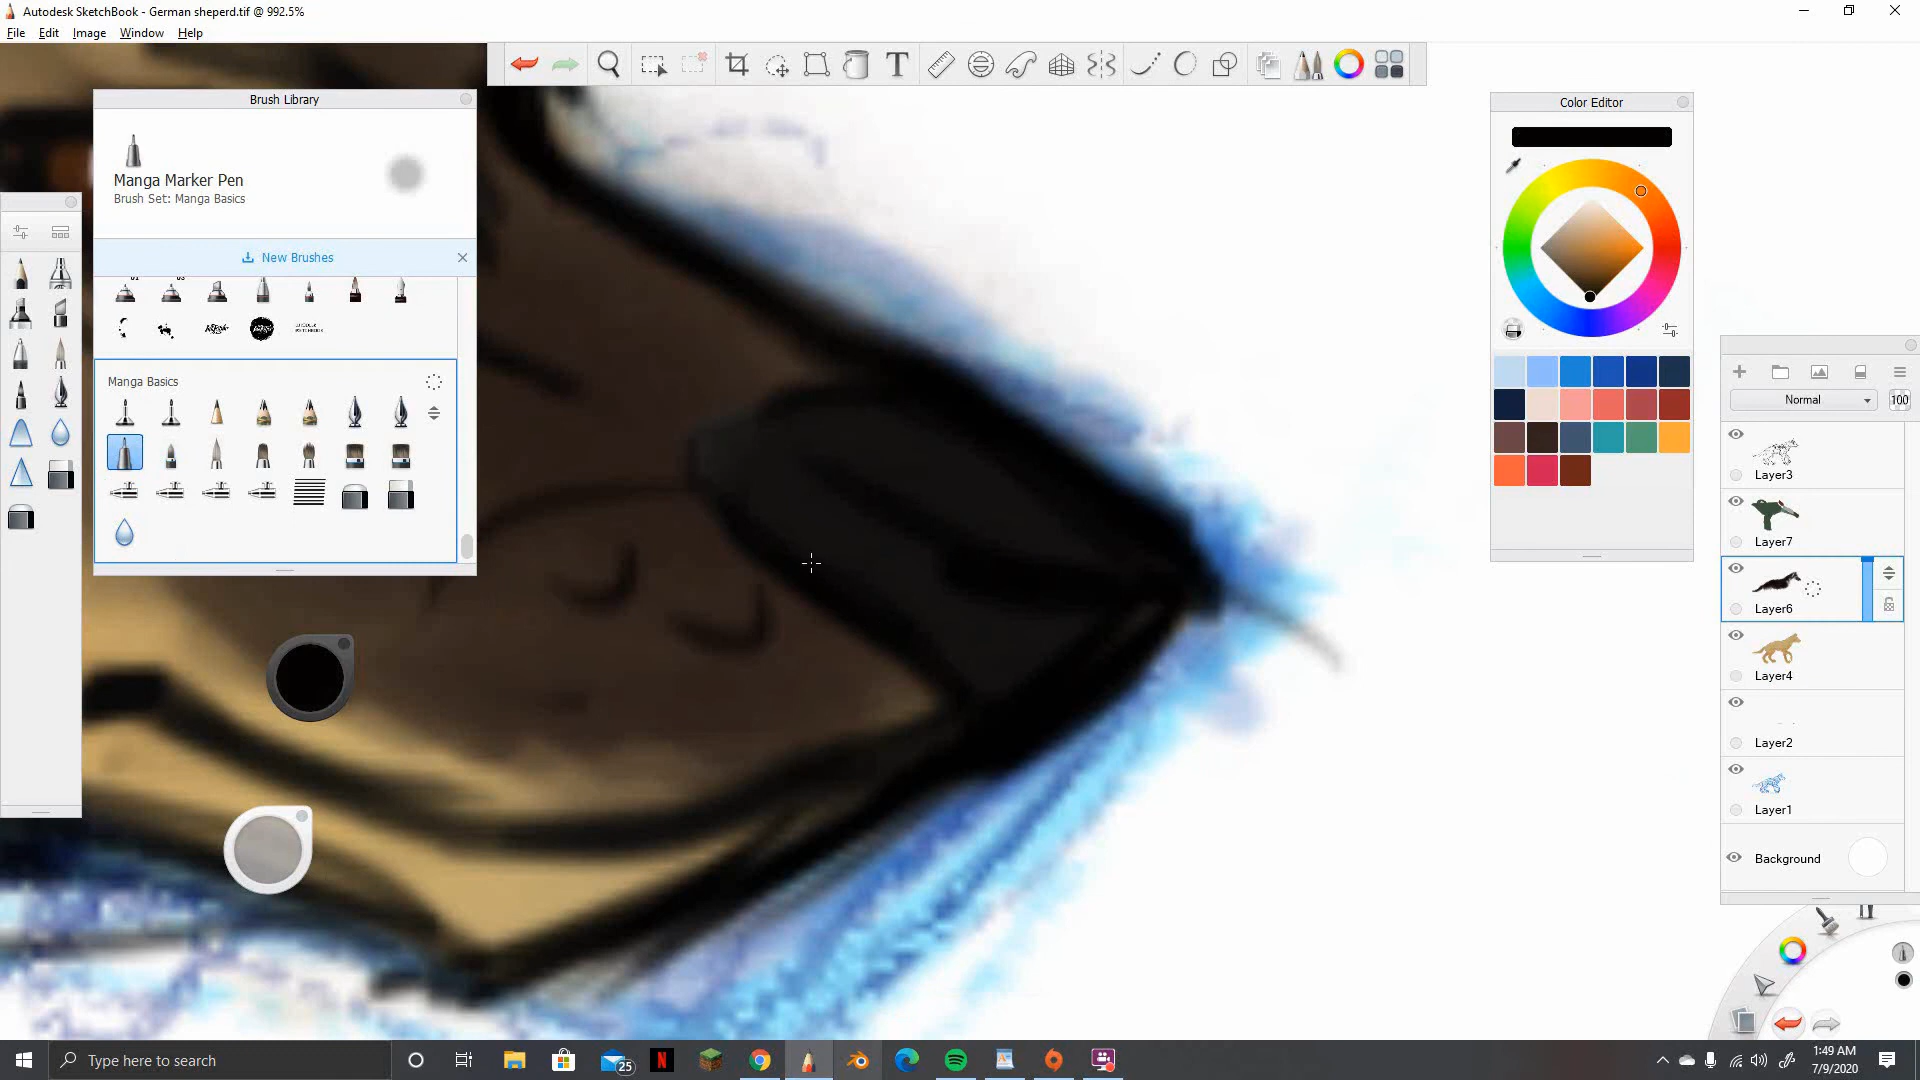 Autodesk SketchBook - German sheperd.tif @ 992.5%
File Edit Image Window Help
Brush Library
Manga Marker Pen
Brush Set: Manga Basics
New Brushes
Manga Basics
Color Editor
Normal 100
Layer3
Layer7
Layer6
Layer4
Layer2
Layer1
Background
Type here to search
25
1:49 AM
7/9/2020